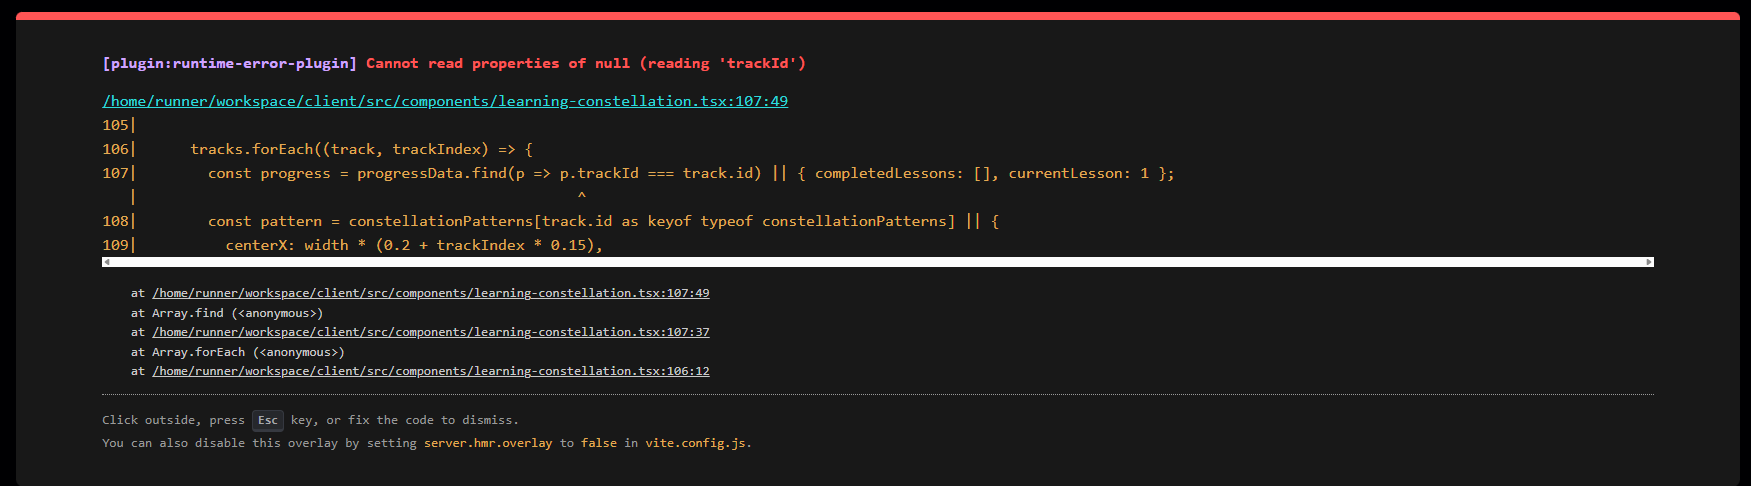 [plugin:runtime-error-plugin] Cannot read properties of null (reading 'trackId')
/home/runner/workspace/client/src/components/learning-constellation.tsx:107:49
105|
106|      tracks.forEach((track, trackIndex) => {
107|        const progress = progressData.find(p => p.trackId === track.id) || { completedLessons: [], currentLesson: 1 };
   |                                                  ^
108|        const pattern = constellationPatterns[track.id as keyof typeof constellationPatterns] || {
109|          centerX: width * (0.2 + trackIndex * 0.15),
at /home/runner/workspace/client/src/components/learning-constellation.tsx:107:49
at Array.find (<anonymous>)
at /home/runner/workspace/client/src/components/learning-constellation.tsx:107:37
at Array.forEach (<anonymous>)
at /home/runner/workspace/client/src/components/learning-constellation.tsx:106:12
Click outside, press Esc key, or fix the code to dismiss.
You can also disable this overlay by setting server.hmr.overlay to false in vite.config.js.